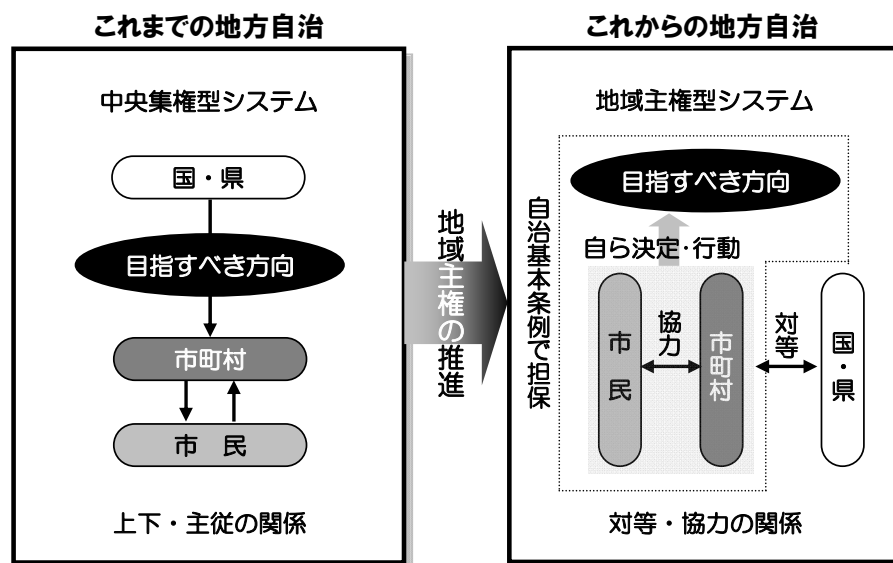 これまでの地方自治
中央集権型システム
国・県
目指すべき方向
市町村
市　民
上下・主従の関係
地域主権の推進
これからの地方自治
地域主権型システム
目指すべき方向
自治基本条例で担保
自ら決定・行動
市民
協力
市町村
対等
国・県
対等・協力の関係